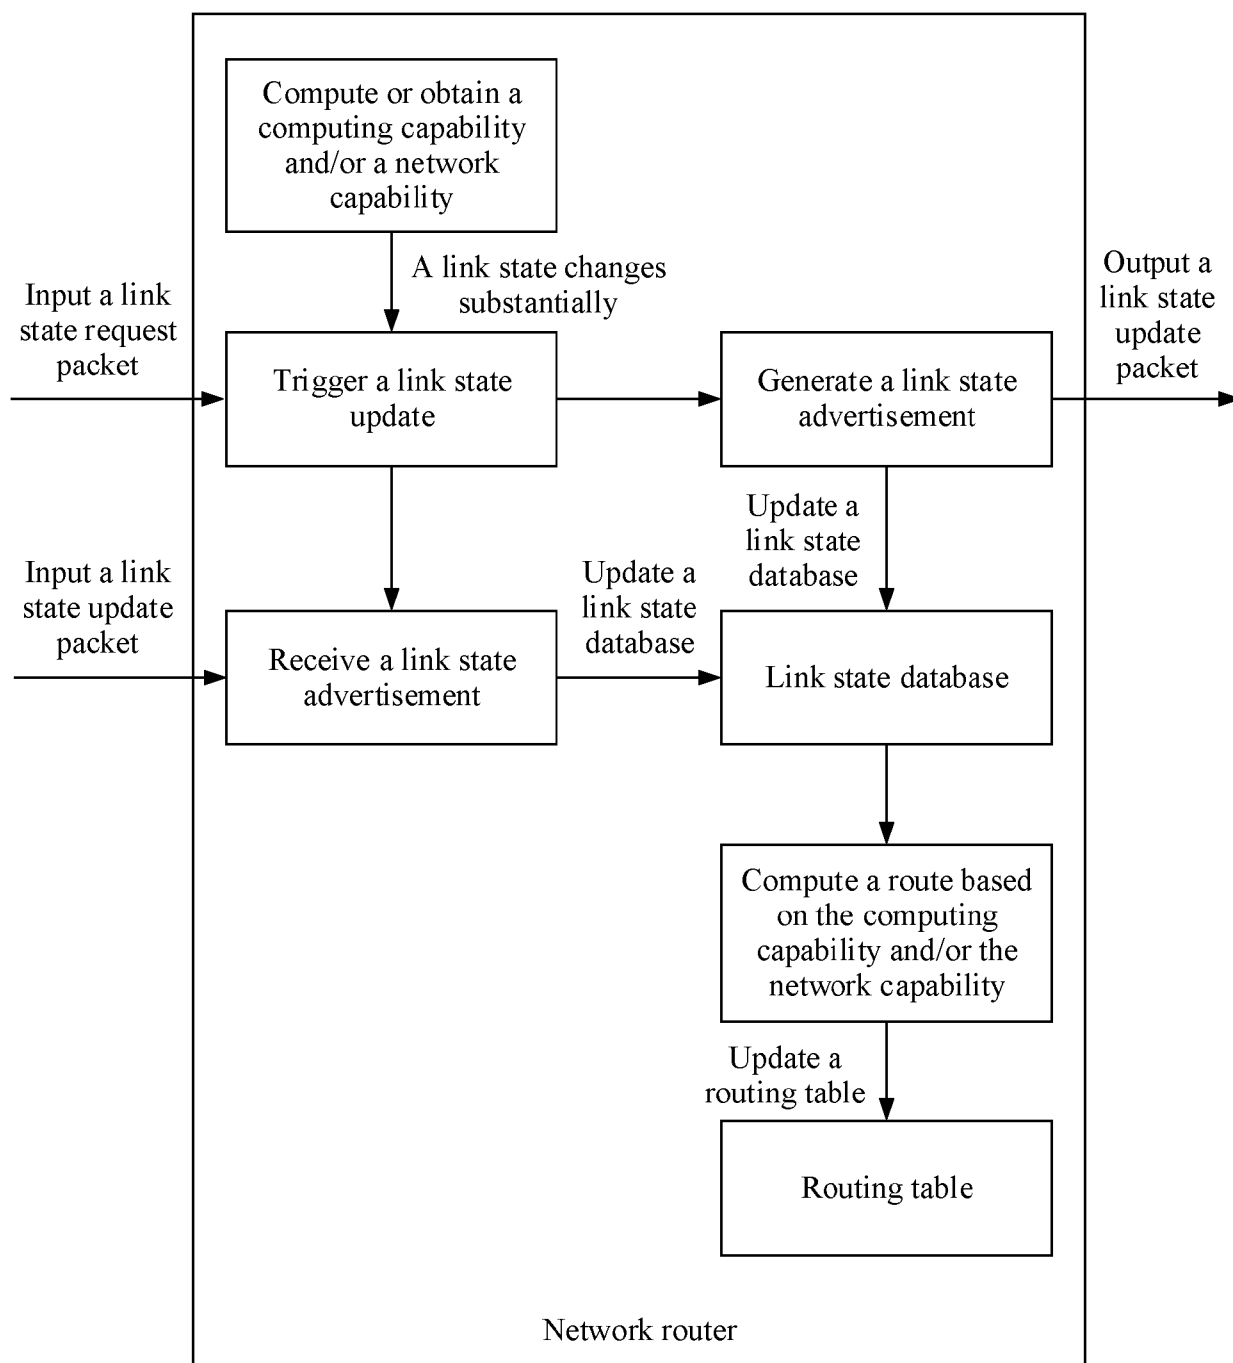 Compute or obtain a
computing capability
and/or a network
capability
A link state changes
substantially
Input a link
state request
packet
Trigger a link state
update
Generate a link state
advertisement
Output a
link state
update
packet
Update a
link state
database
Input a link
state update
packet
Update a
link state
database
Receive a link state
advertisement
Link state database
Compute a route based
on the computing
capability and/or the
network capability
Update a
routing table
Routing table
Network router